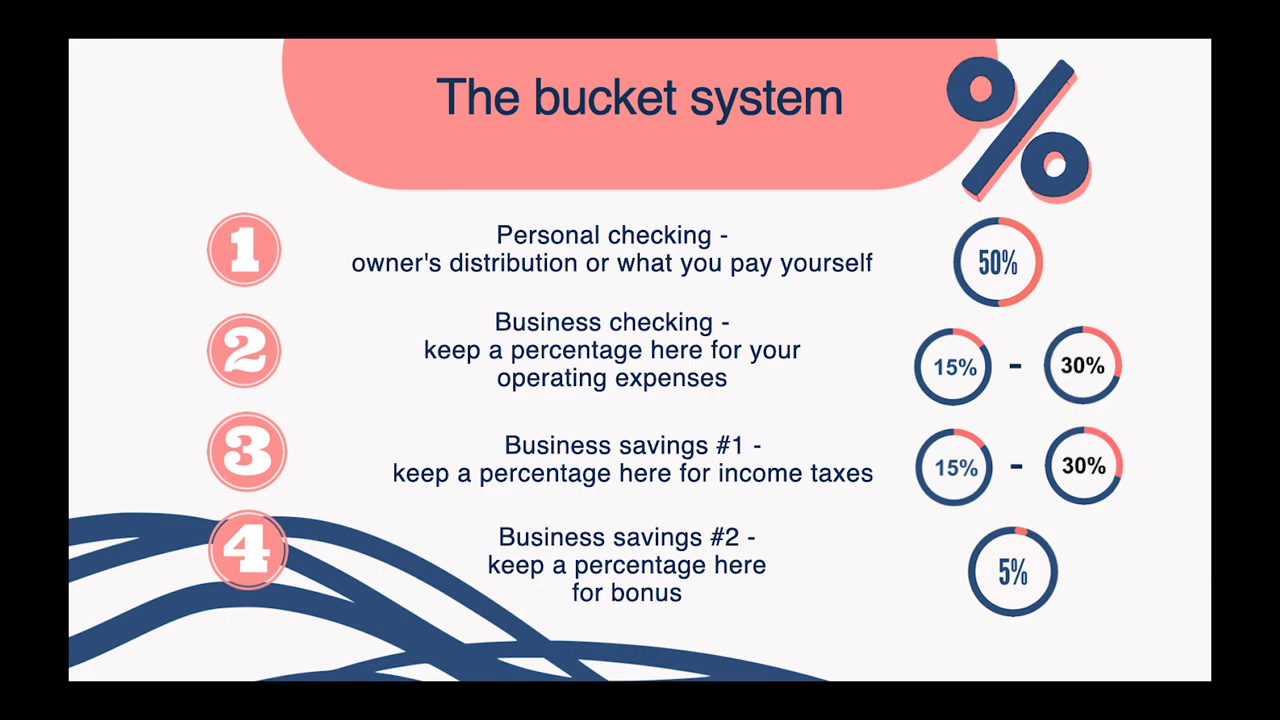 The bucket system
%
1
Personal checking -
owner's distribution or what you pay yourself
50%
2
Business checking -
keep a percentage here for your
operating expenses
15% - 30%
3
Business savings #1 -
keep a percentage here for income taxes
15% - 30%
4
Business savings #2 -
keep a percentage here
for bonus
5%